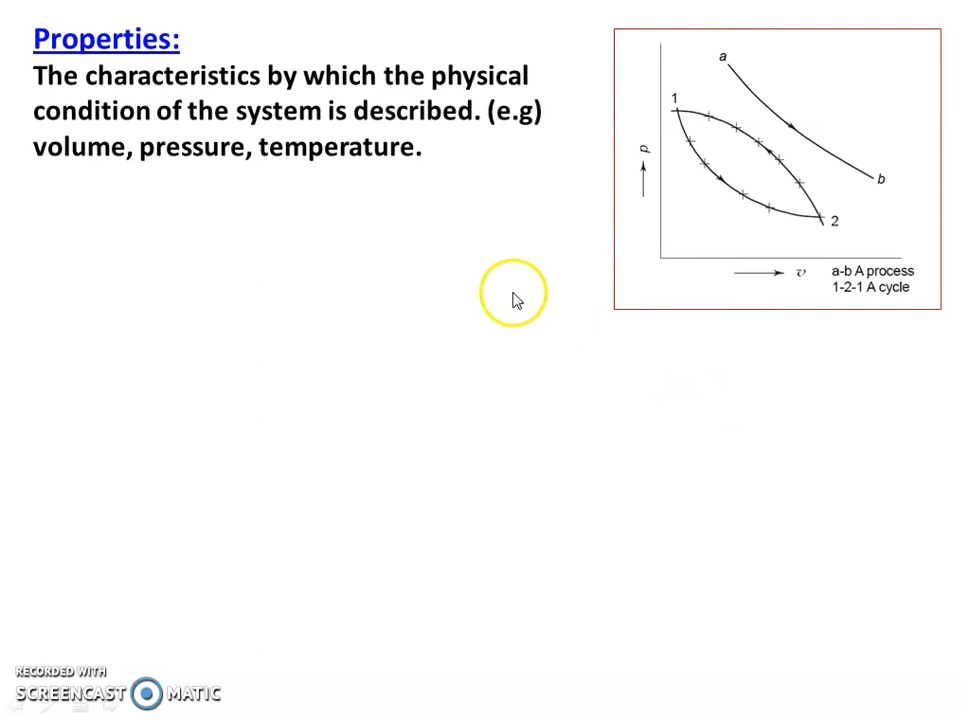 Properties:
The characteristics by which the physical
condition of the system is described. (e.g)
volume, pressure, temperature.
a
1
p
b
2
v
a-b A process
1-2-1 A cycle
RECORDED WITH
SCREENCAST MATIC